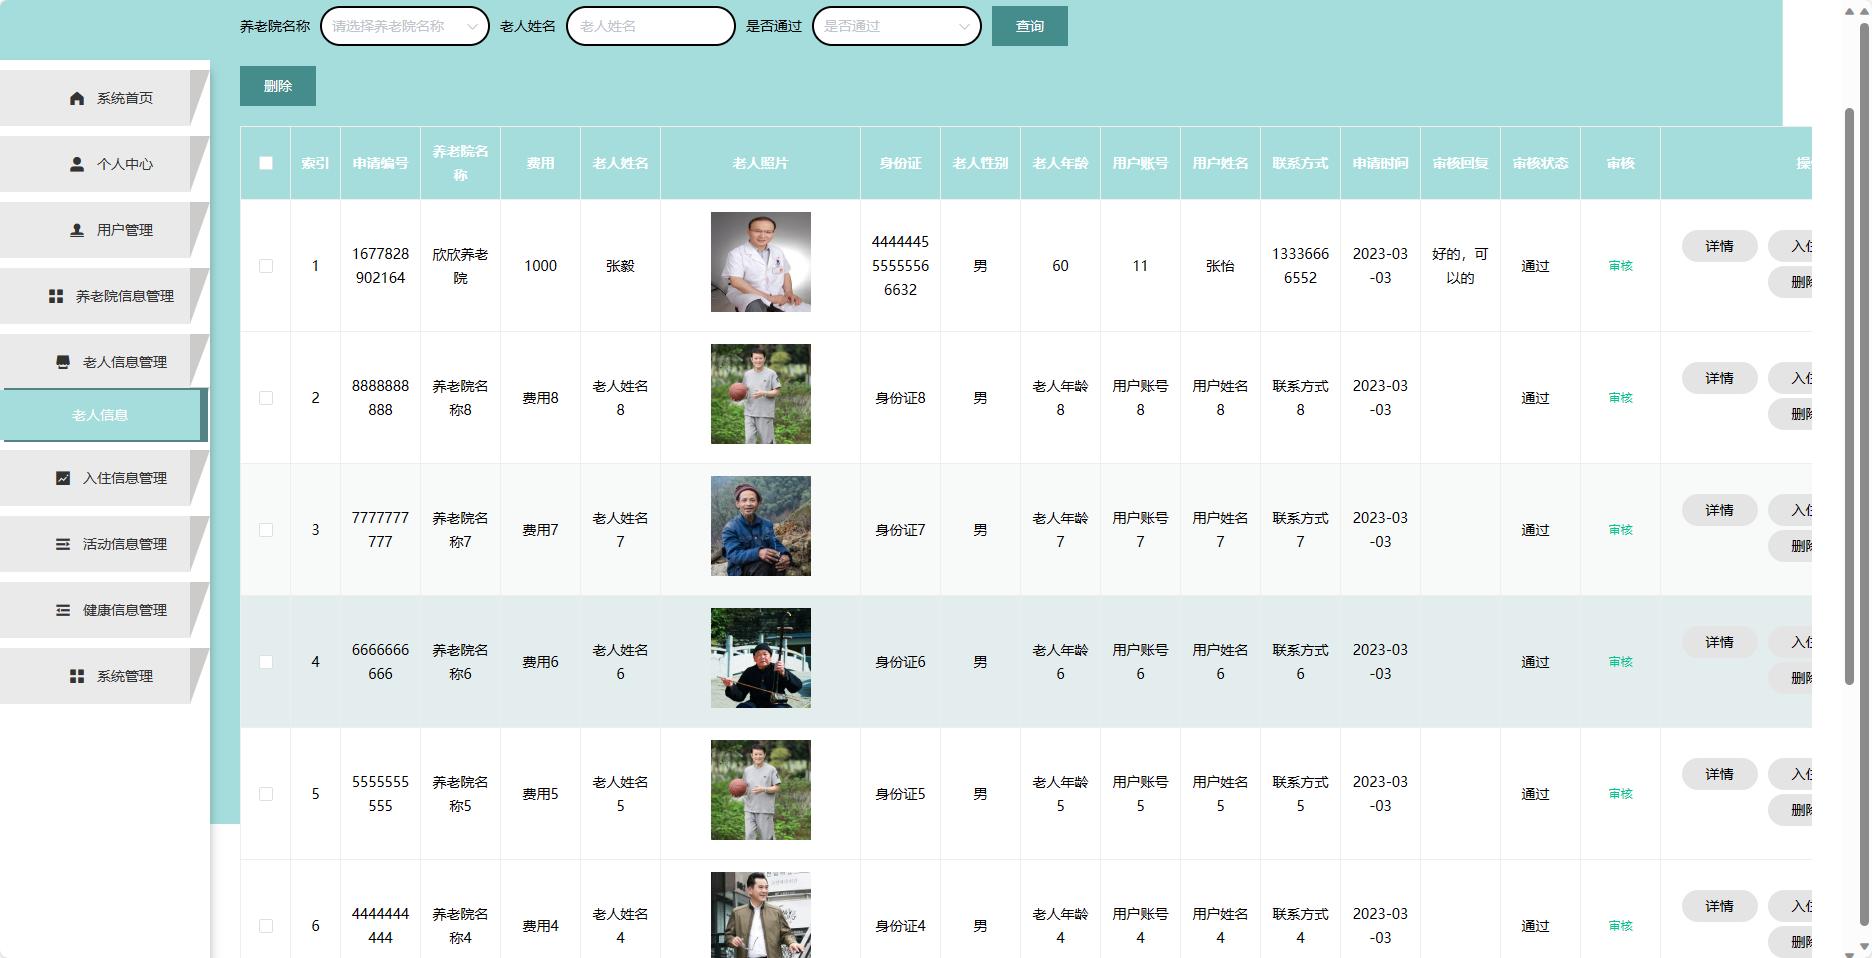 养老院名称 请选择养老院名称 老人姓名 老人姓名 是否通过 是否通过 查询
删除
系统首页
个人中心
用户管理
养老院信息管理
老人信息管理
老人信息
入住信息管理
活动信息管理
健康信息管理
系统管理
索引 申请编号 养老院名称 费用 老人姓名 老人照片 身份证 老人性别 老人年龄 用户账号 用户姓名 联系方式 申请时间 审核回复 审核状态 审核
1 1677828902164 欣欣养老院 1000 张毅 444444555555566632 男 60 11 张怡 13336666552 2023-03-03 好的，可以的 通过 审核 详情 入住
删除
2 8888888888 养老院名称8 费用8 老人姓名8 身份证8 男 老人年龄8 用户账号8 用户姓名8 联系方式8 2023-03-03 通过 审核 详情 入住
删除
3 7777777777 养老院名称7 费用7 老人姓名7 身份证7 男 老人年龄7 用户账号7 用户姓名7 联系方式7 2023-03-03 通过 审核 详情 入住
删除
4 6666666666 养老院名称6 费用6 老人姓名6 身份证6 男 老人年龄6 用户账号6 用户姓名6 联系方式6 2023-03-03 通过 审核 详情 入住
删除
5 5555555555 养老院名称5 费用5 老人姓名5 身份证5 男 老人年龄5 用户账号5 用户姓名5 联系方式5 2023-03-03 通过 审核 详情 入住
删除
6 4444444444 养老院名称4 费用4 老人姓名4 身份证4 男 老人年龄4 用户账号4 用户姓名4 联系方式4 2023-03-03 通过 审核 详情 入住
删除